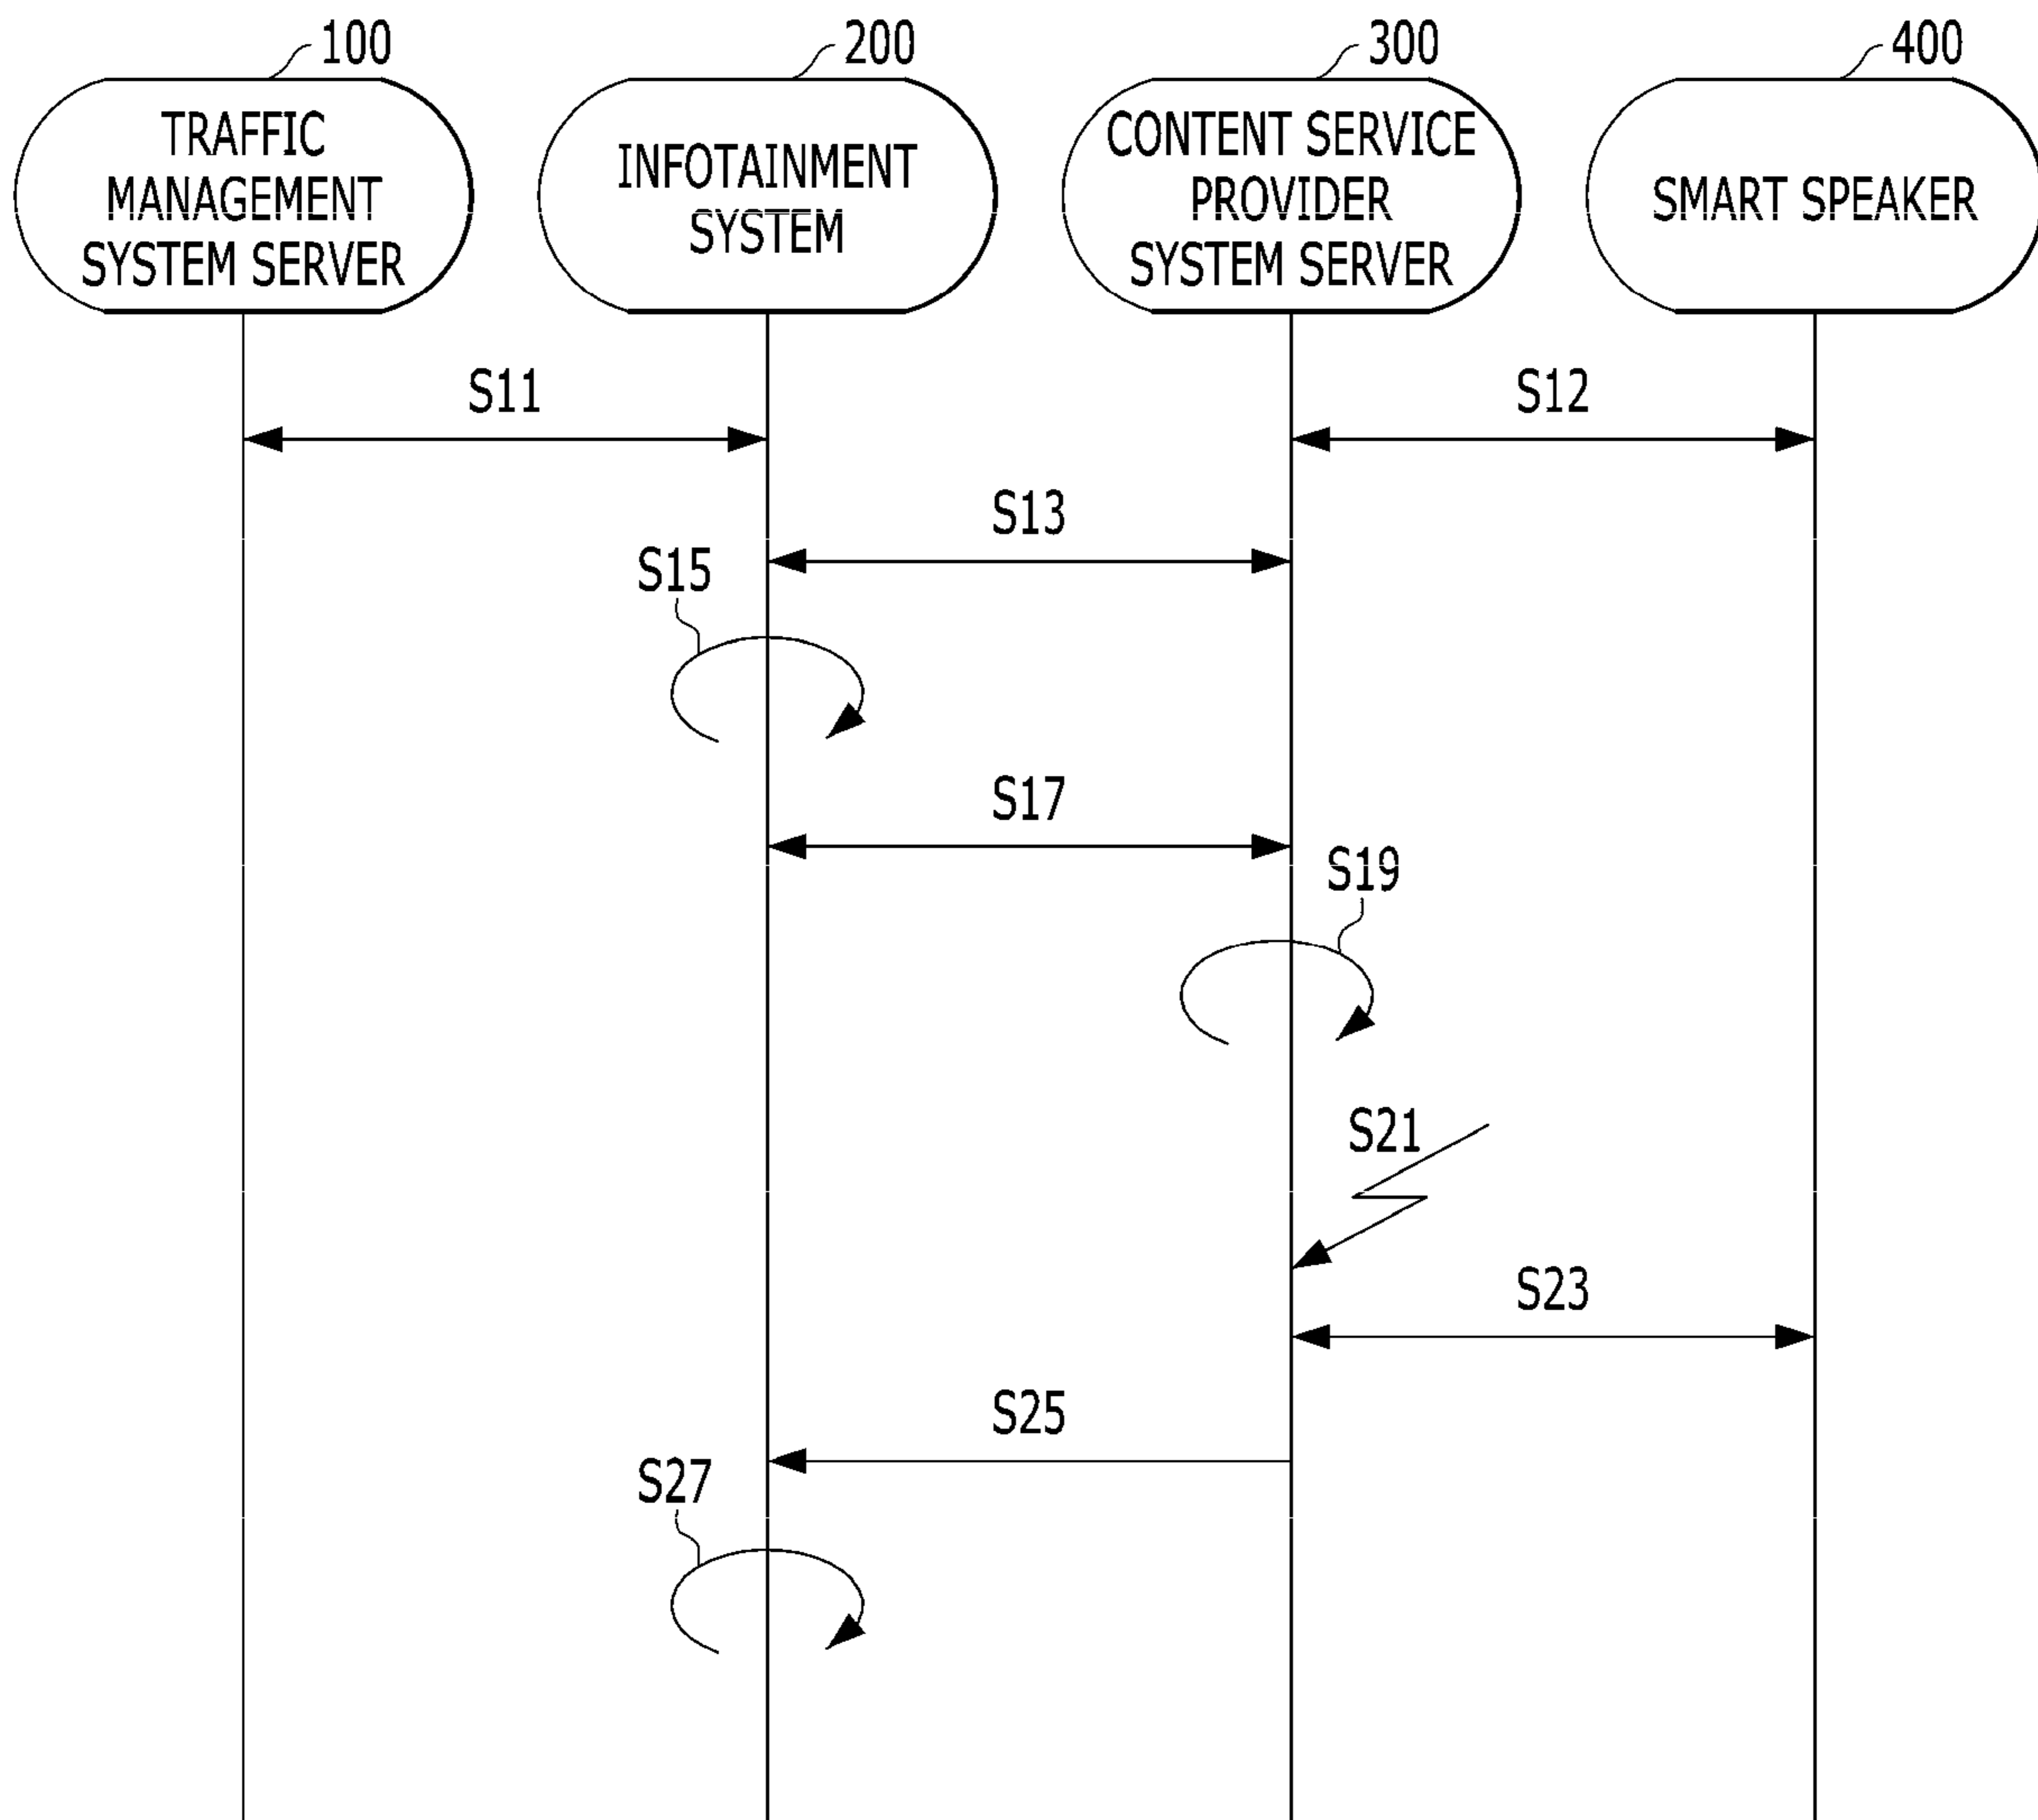 100
200
300
400
TRAFFIC
MANAGEMENT
SYSTEM SERVER
INFOTAINMENT
SYSTEM
CONTENT SERVICE
PROVIDER
SYSTEM SERVER
SMART SPEAKER
S11
S12
S13
S15
S17
S19
S21
S23
S25
S27